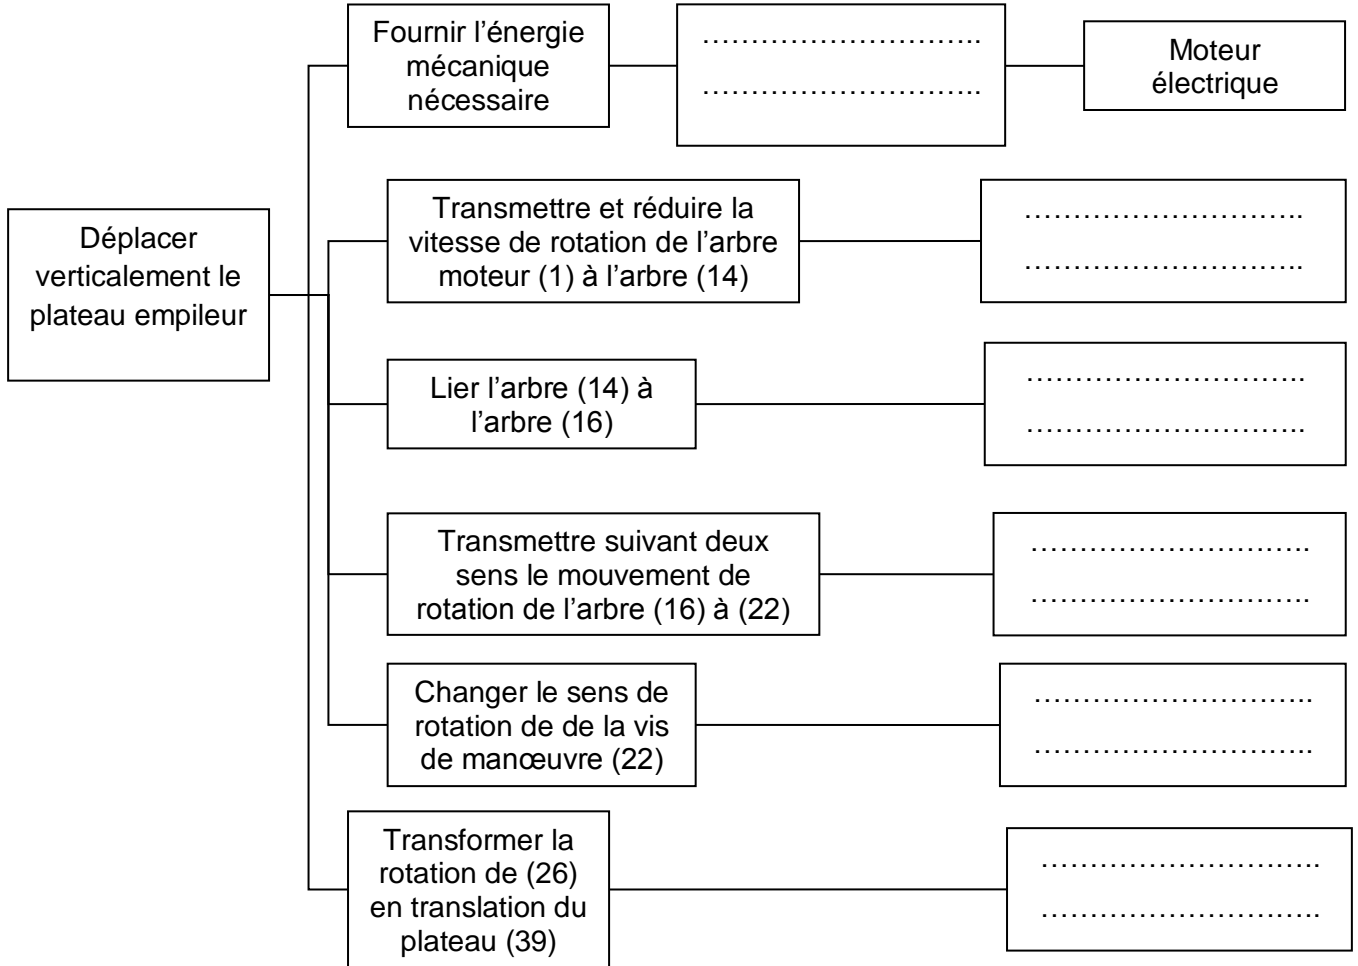 Fournir l’énergie
mécanique
nécessaire
………………………..
………………………..
Moteur
électrique
Déplacer
verticalement le
plateau empileur
Transmettre et réduire la
vitesse de rotation de l’arbre
moteur (1) à l’arbre (14)
………………………..
………………………..
Lier l’arbre (14) à
l’arbre (16)
………………………..
………………………..
Transmettre suivant deux
sens le mouvement de
rotation de l’arbre (16) à (22)
………………………..
………………………..
Changer le sens de
rotation de de la vis
de manœuvre (22)
………………………..
………………………..
Transformer la
rotation de (26)
en translation du
plateau (39)
………………………..
………………………..